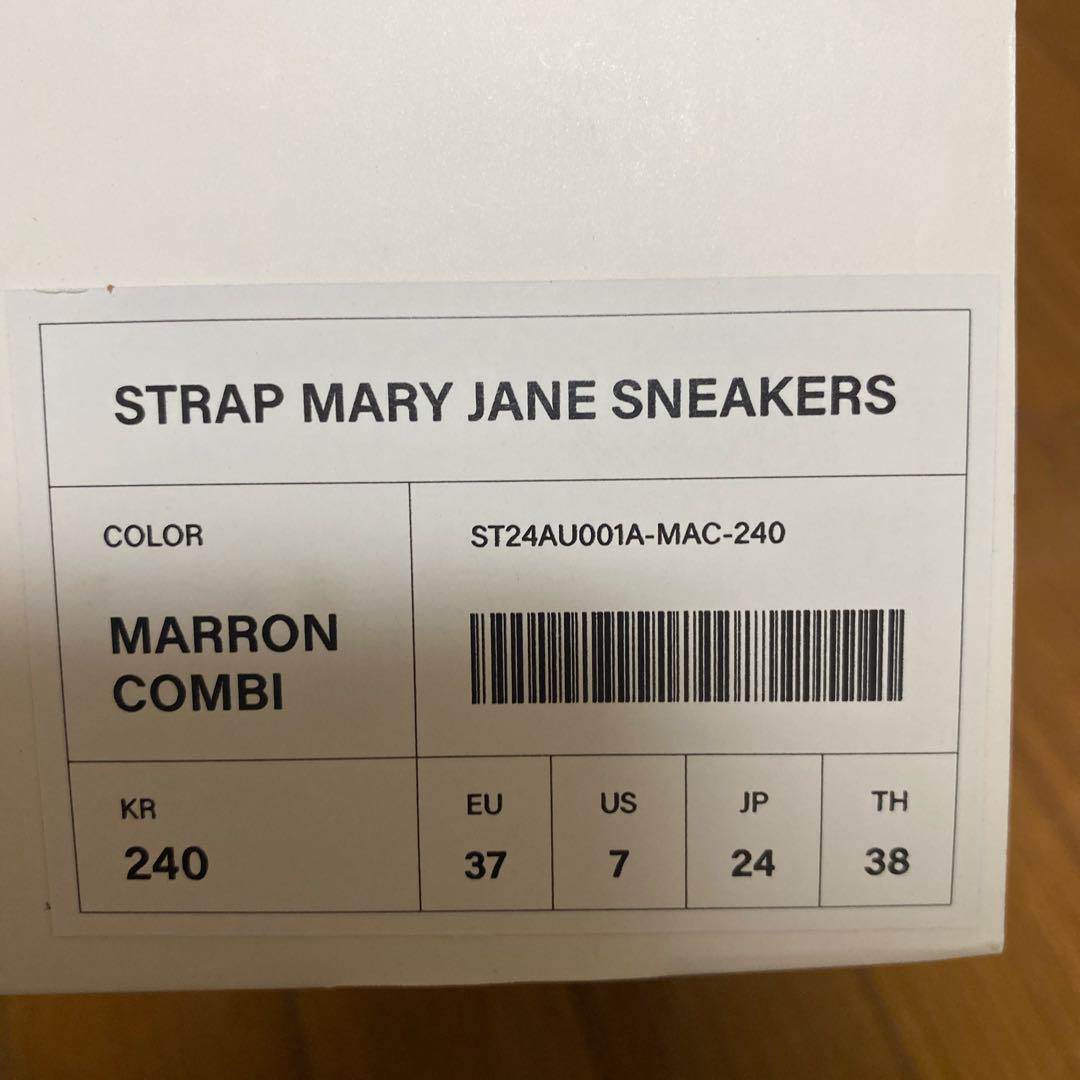 STRAP MARY JANE SNEAKERS
COLOR
MARRON
COMBI
ST24AU001A-MAC-240
KR
240
EU
37
US
7
JP
24
TH
38